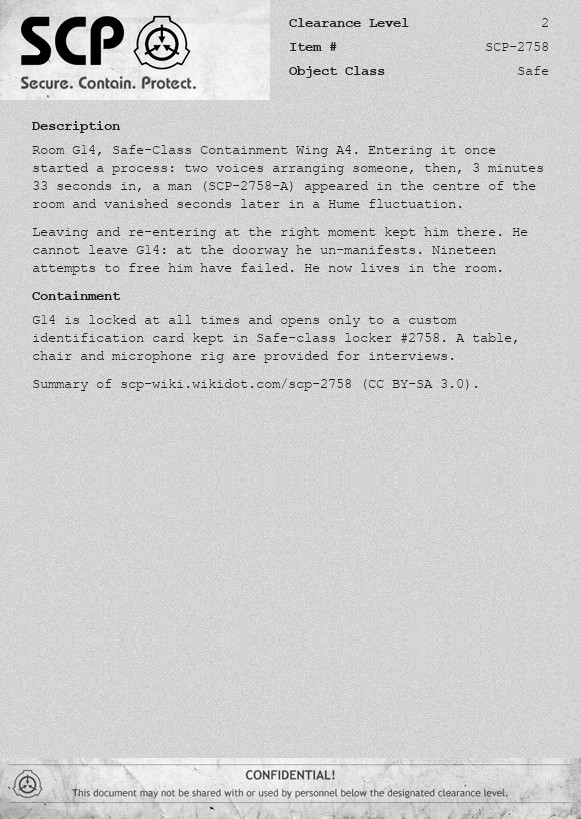 SCP
Secure. Contain. Protect.
Clearance Level 2
Item # SCP-2758
Object Class Safe
Description
Room G14, Safe-Class Containment Wing A4. Entering it once
started a process: two voices arranging someone, then, 3 minutes
33 seconds in, a man (SCP-2758-A) appeared in the centre of the
room and vanished seconds later in a Hume fluctuation.
Leaving and re-entering at the right moment kept him there. He
cannot leave G14: at the doorway he un-manifests. Nineteen
attempts to free him have failed. He now lives in the room.
Containment
G14 is locked at all times and opens only to a custom
identification card kept in Safe-class locker #2758. A table,
chair and microphone rig are provided for interviews.
Summary of scp-wiki.wikidot.com/scp-2758 (CC BY-SA 3.0).
CONFIDENTIAL!
This document may not be shared with or used by personnel below the designated clearance level.